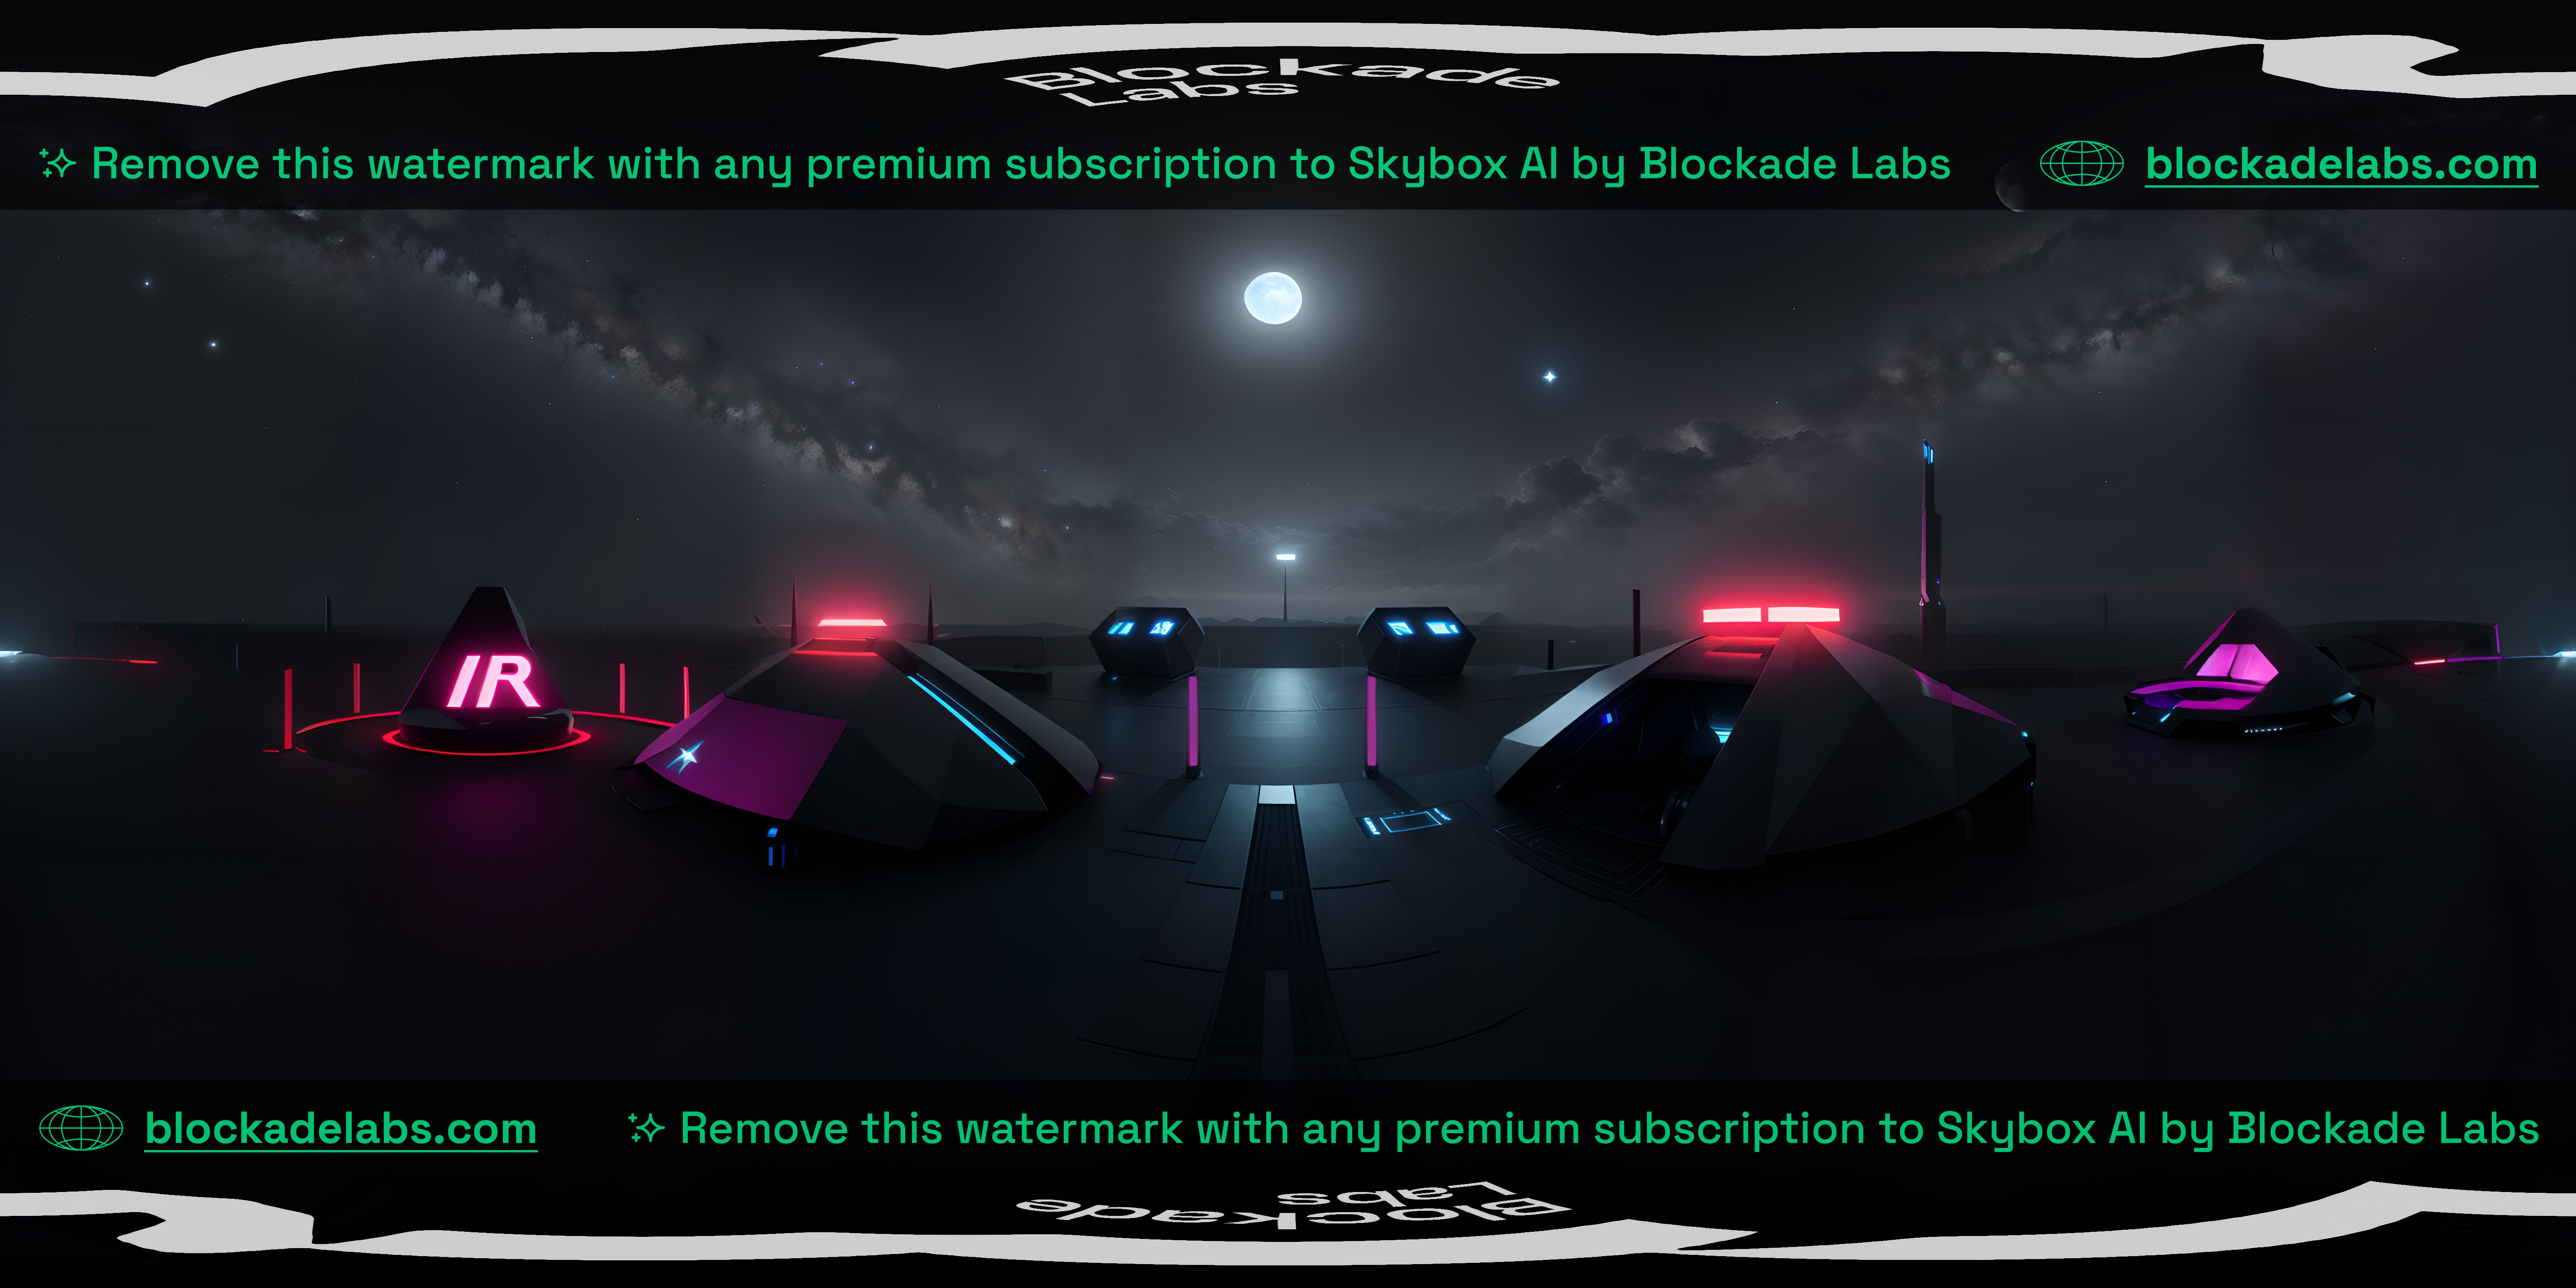 Blockade
Labs
Remove this watermark with any premium subscription to Skybox AI by Blockade Labs
blockadelabs.com
IR
blockadelabs.com
Remove this watermark with any premium subscription to Skybox AI by Blockade Labs
Labs
Blockade